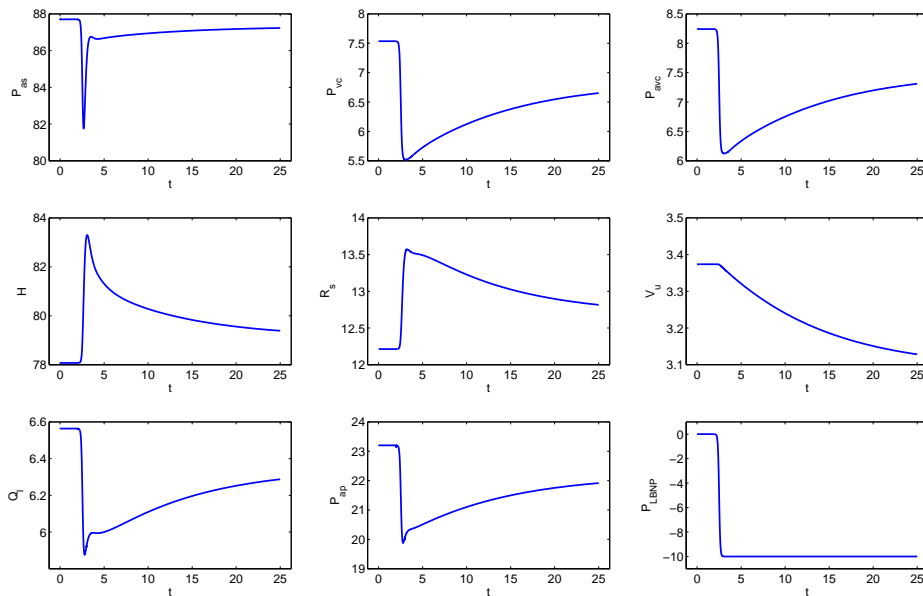 88
86
84
82
80
P_as
0 5 10 15 20 25
t
8
7.5
7
6.5
6
5.5
P_vc
0 5 10 15 20 25
t
8.5
8
7.5
7
6.5
6
P_avc
0 5 10 15 20 25
t
84
82
80
78
H
0 5 10 15 20 25
t
14
13.5
13
12.5
12
R_s
0 5 10 15 20 25
t
3.5
3.4
3.3
3.2
3.1
V_u
0 5 10 15 20 25
t
6.6
6.4
6.2
6
Q_l
0 5 10 15 20 25
t
24
23
22
21
20
19
P_ap
0 5 10 15 20 25
t
0
−2
−4
−6
−8
−10
P_LBNP
0 5 10 15 20 25
t